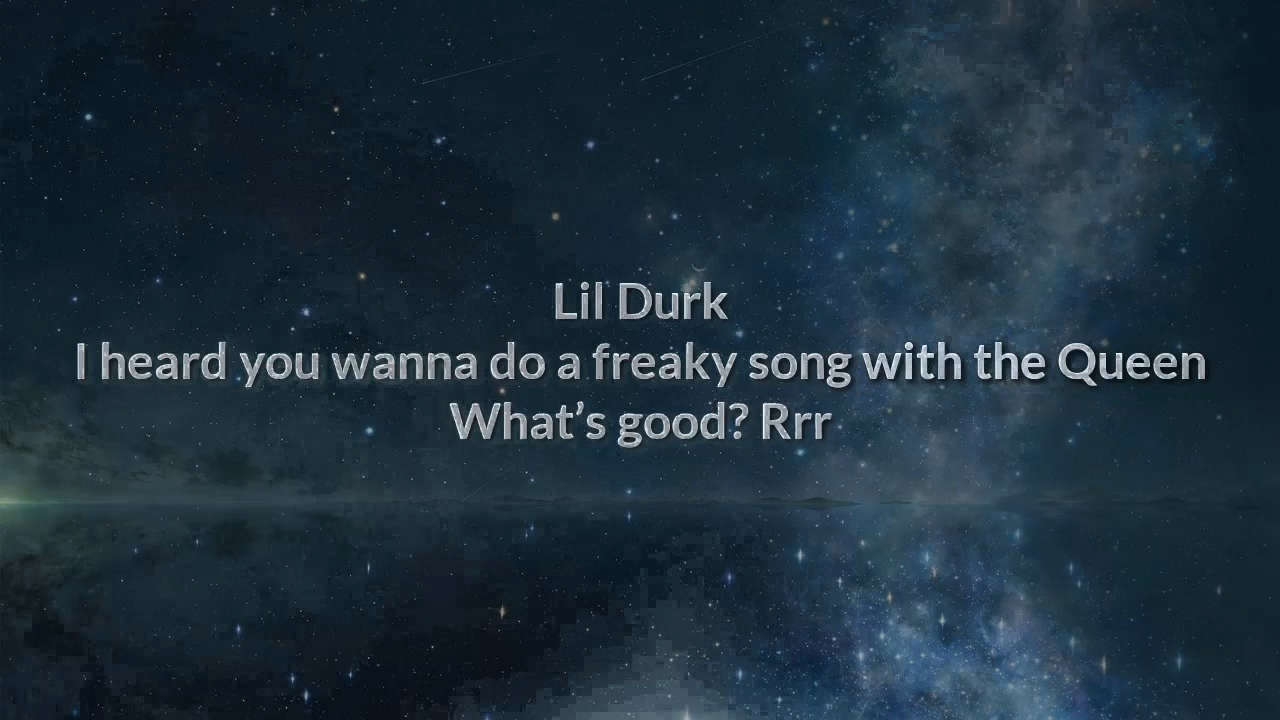 Lil Durk
I heard you wanna do a freaky song with the Queen
What’s good? Rrr